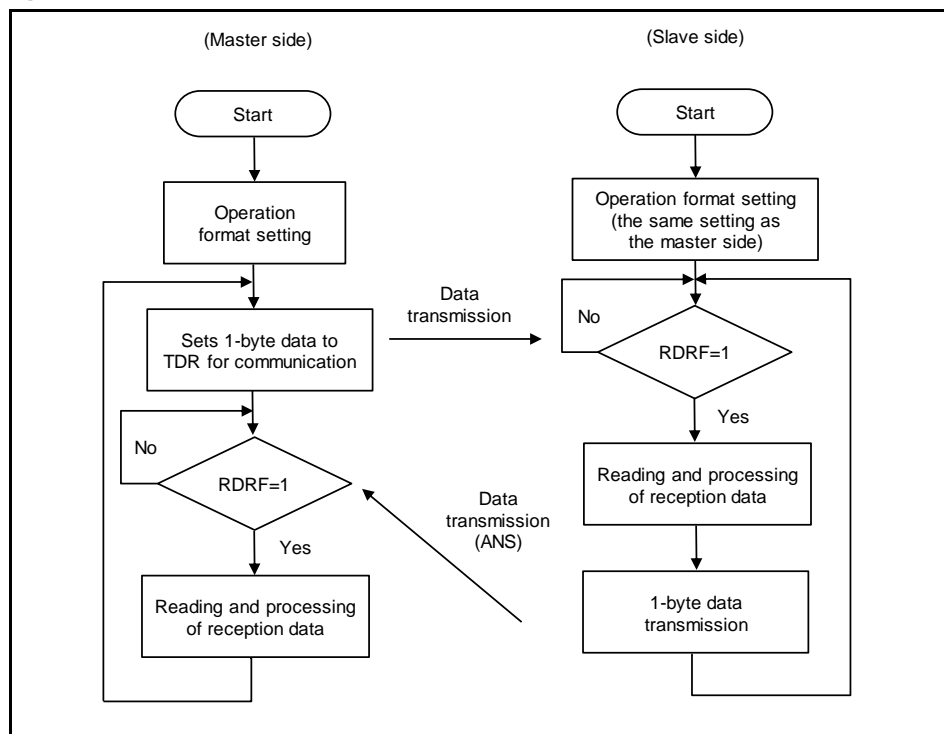 (Master side)
Start
Operation
format setting
Sets 1-byte data to
TDR for communication
No
RDRF=1
Yes
Reading and processing
of reception data
Data
transmission
Data
transmission
(ANS)
(Slave side)
Start
Operation format setting
(the same setting as
the master side)
No
RDRF=1
Yes
Reading and processing
of reception data
1-byte data
transmission